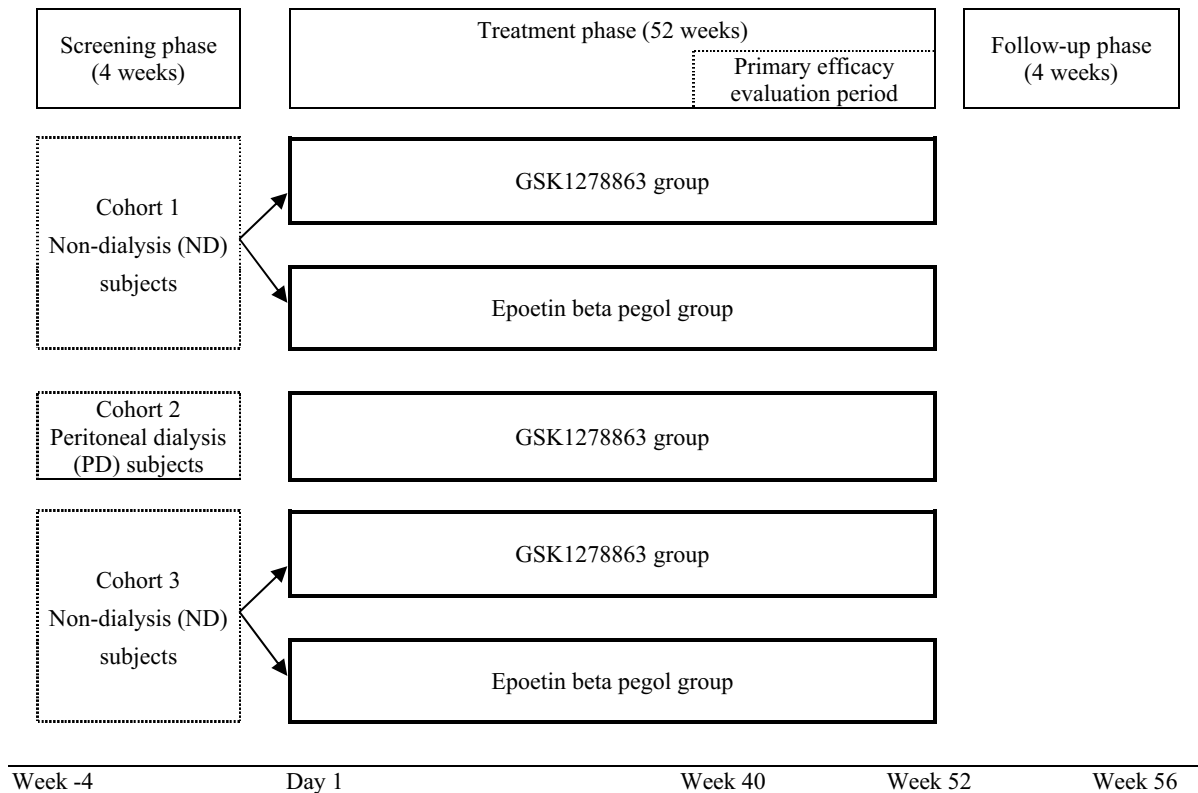 Screening phase
(4 weeks)
Treatment phase (52 weeks)
Primary efficacy
evaluation period
Follow-up phase
(4 weeks)
Cohort 1
Non-dialysis (ND)
subjects
GSK1278863 group
Epoetin beta pegol group
Cohort 2
Peritoneal dialysis
(PD) subjects
GSK1278863 group
Cohort 3
Non-dialysis (ND)
subjects
GSK1278863 group
Epoetin beta pegol group
Week -4
Day 1
Week 40
Week 52
Week 56